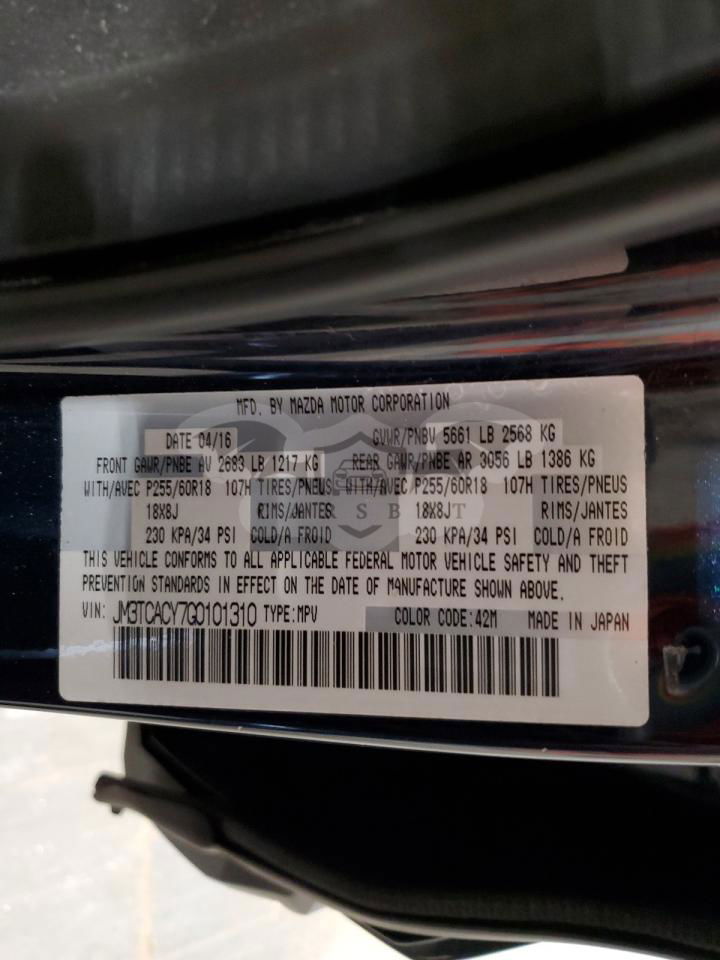 MFD. BY MAZDA MOTOR CORPORATION
DATE 04/16 GVWR/PNBV 5661 LB 2568 KG
FRONT GAWR/PNBE AV 2683 LB 1217 KG REAR GAWR/PNBE AR 3056 LB 1386 KG
WITH/AVEC P255/60R18 107H TIRES/PNEUS WITH/AVEC P255/60R18 107H TIRES/PNEUS
18X8J RIMS/JANTES 18X8J RIMS/JANTES
230 KPA/34 PSI COLD/A FROID 230 KPA/34 PSI COLD/A FROID
THIS VEHICLE CONFORMS TO ALL APPLICABLE FEDERAL MOTOR VEHICLE SAFETY AND THEFT
PREVENTION STANDARDS IN EFFECT ON THE DATE OF MANUFACTURE SHOWN ABOVE.
VIN: JM3TCACY7G0101310 TYPE:MPV COLOR CODE:42M MADE IN JAPAN